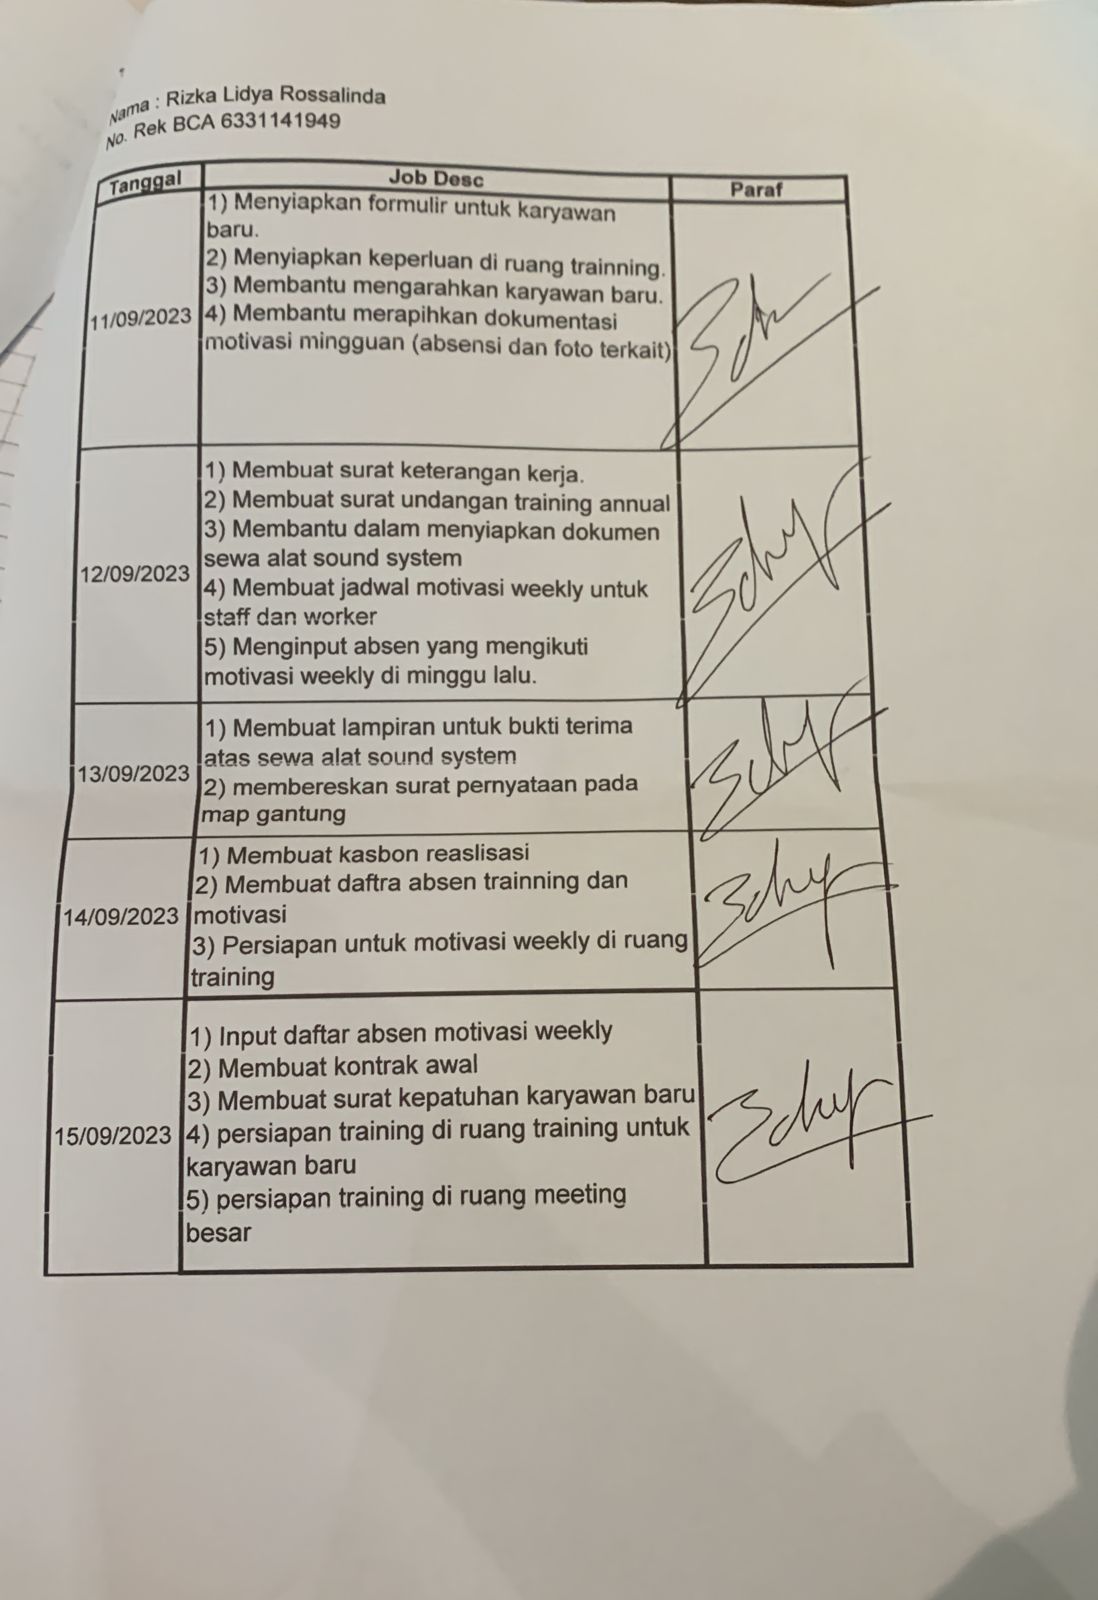 Nama : Rizka Lidya Rossalinda
No. Rek BCA 6331141949
Tanggal Job Desc Paraf
1) Menyiapkan formulir untuk karyawan
baru.
2) Menyiapkan keperluan di ruang trainning.
3) Membantu mengarahkan karyawan baru.
11/09/2023 4) Membantu merapihkan dokumentasi
motivasi mingguan (absensi dan foto terkait)
1) Membuat surat keterangan kerja.
2) Membuat surat undangan training annual
3) Membantu dalam menyiapkan dokumen
sewa alat sound system
12/09/2023 4) Membuat jadwal motivasi weekly untuk
staff dan worker
5) Menginput absen yang mengikuti
motivasi weekly di minggu lalu.
1) Membuat lampiran untuk bukti terima
atas sewa alat sound system
13/09/2023 2) membereskan surat pernyataan pada
map gantung
1) Membuat kasbon reaslisasi
2) Membuat daftra absen trainning dan
14/09/2023 motivasi
3) Persiapan untuk motivasi weekly di ruang
training
1) Input daftar absen motivasi weekly
2) Membuat kontrak awal
3) Membuat surat kepatuhan karyawan baru
15/09/2023 4) persiapan training di ruang training untuk
karyawan baru
5) persiapan training di ruang meeting
besar